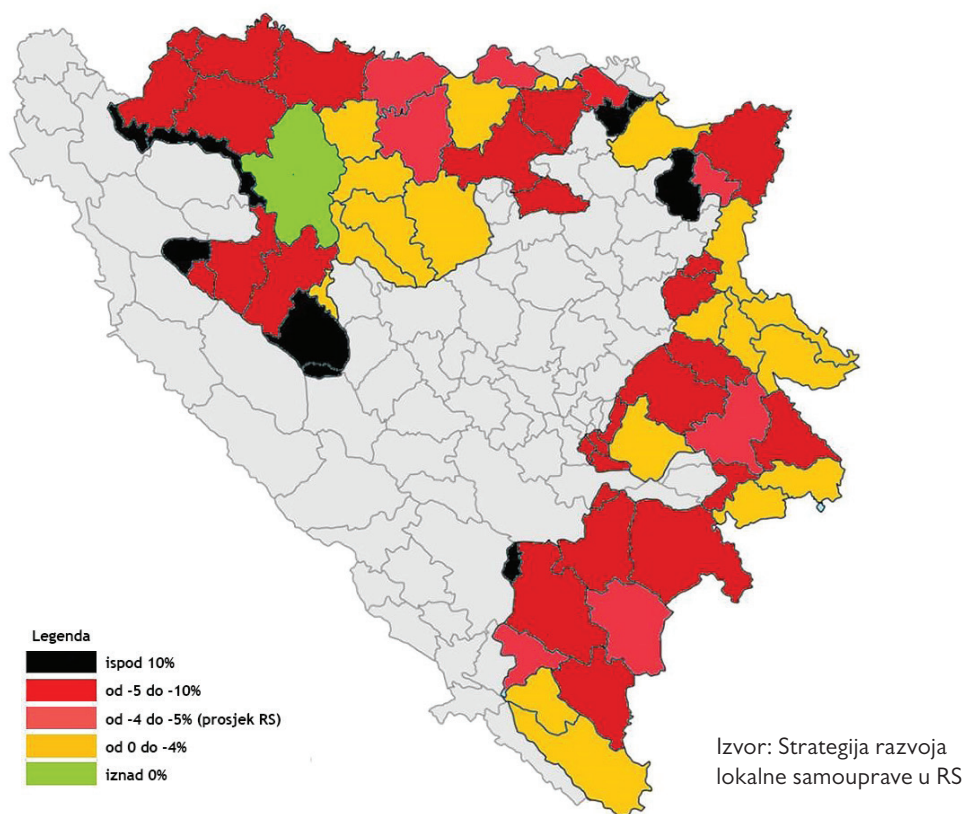 Legenda
ispod 10%
od -5 do -10%
od -4 do -5% (prosjek RS)
od 0 do -4%
iznad 0%
Izvor: Strategija razvoja
lokalne samouprave u RS